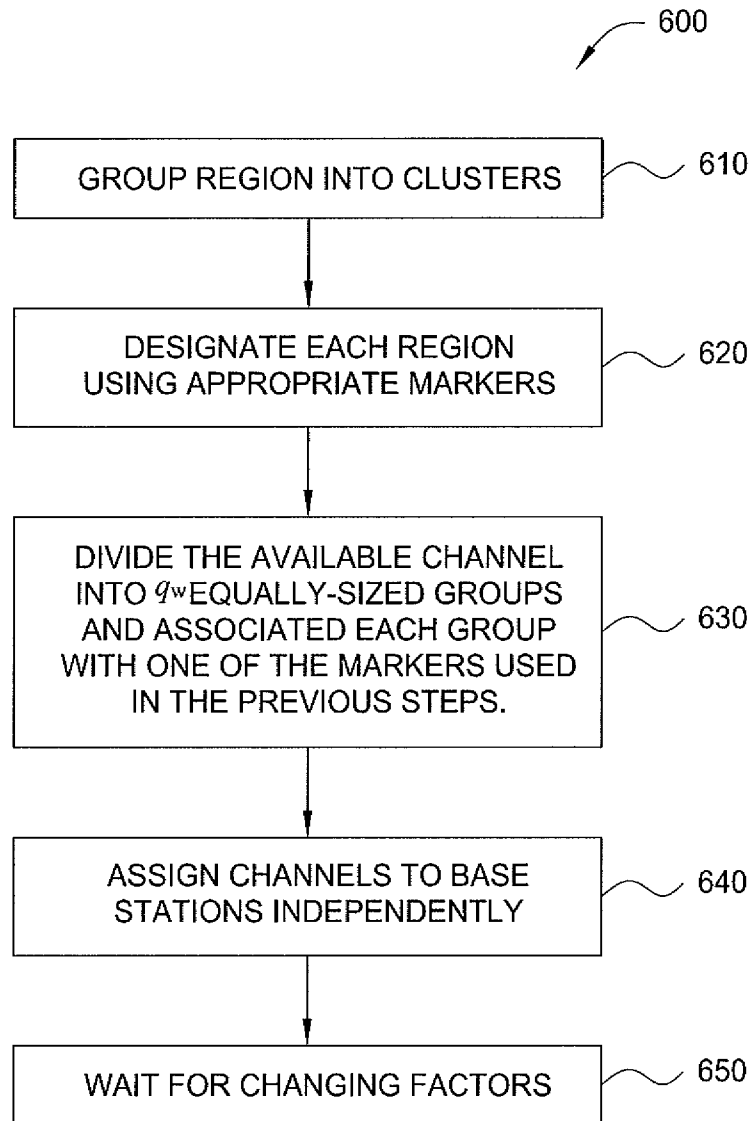 600
GROUP REGION INTO CLUSTERS
610
DESIGNATE EACH REGION
USING APPROPRIATE MARKERS
620
DIVIDE THE AVAILABLE CHANNEL
INTO qw EQUALLY-SIZED GROUPS
AND ASSOCIATED EACH GROUP
WITH ONE OF THE MARKERS USED
IN THE PREVIOUS STEPS.
630
ASSIGN CHANNELS TO BASE
STATIONS INDEPENDENTLY
640
WAIT FOR CHANGING FACTORS
650